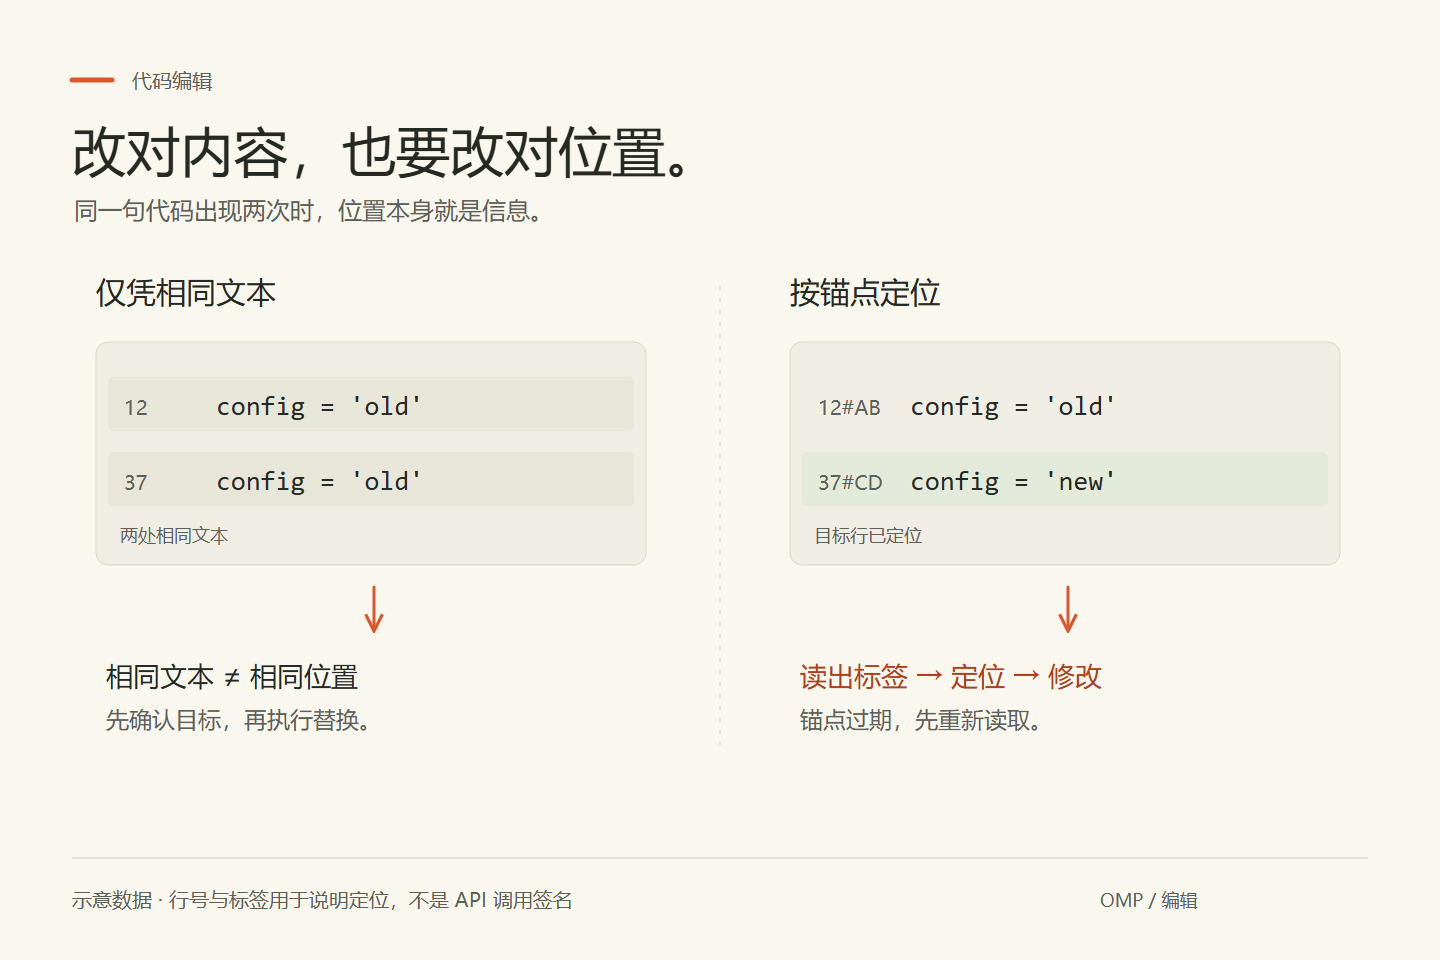 代码编辑
改对内容，也要改对位置。
同一句代码出现两次时，位置本身就是信息。
仅凭相同文本
12 config = 'old'
37 config = 'old'
两处相同文本
相同文本 ≠ 相同位置
先确认目标，再执行替换。
按锚点定位
12#AB config = 'old'
37#CD config = 'new'
目标行已定位
读出标签 → 定位 → 修改
锚点过期，先重新读取。
示意数据 · 行号与标签用于说明定位，不是 API 调用签名
OMP / 编辑